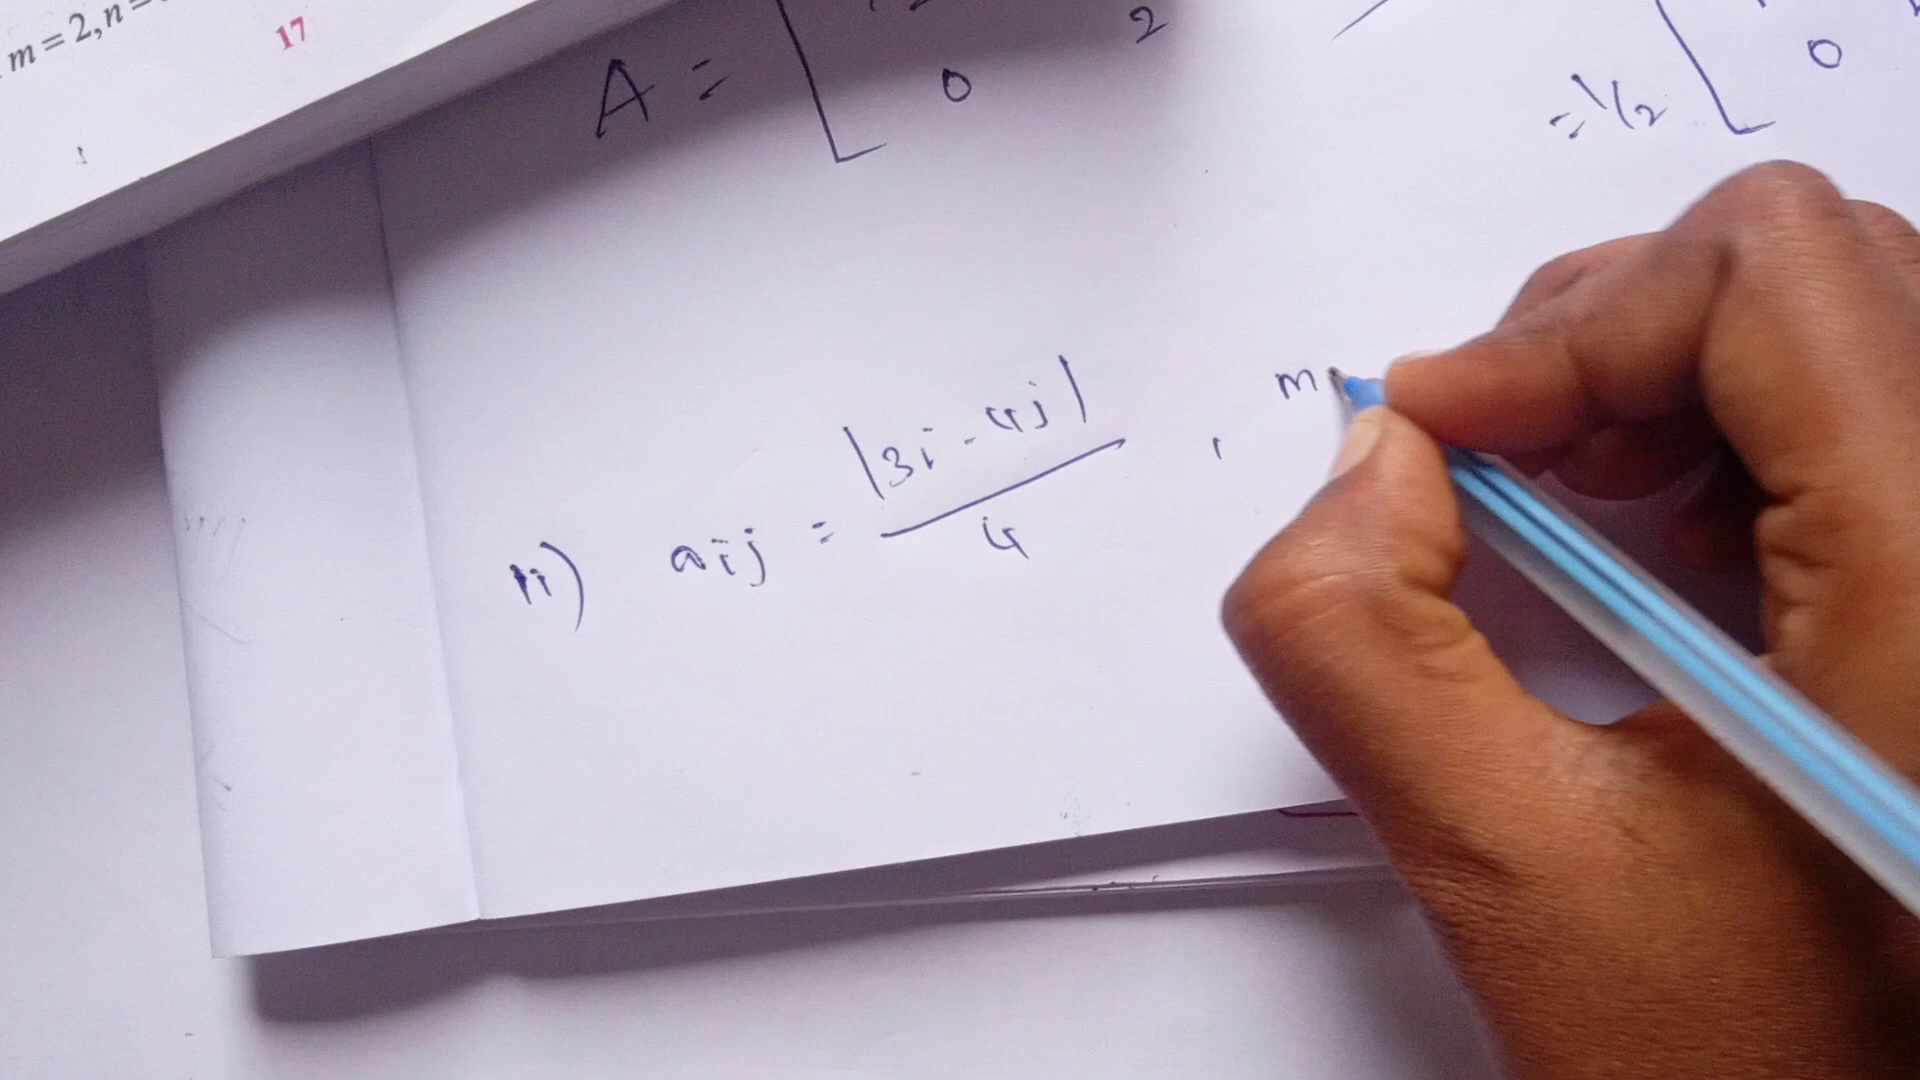 m = 2, n =
17
A = [ 0 2
= 1/2 [ 0
ii) aij = |3i - 4j| / 4 , m